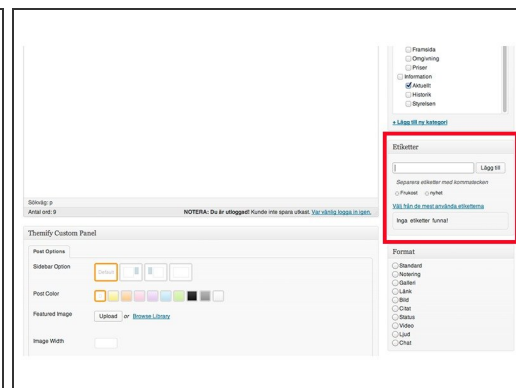 Framsida
Omgivning
Priser
Information
Aktuellt
Historik
Styrelsen
+ Lägg till ny kategori
Etiketter
Lägg till
Separera etiketter med kommatecken
Frukost nyhet
Välj från de mest använda etiketterna
Inga etiketter funna!
Sökväg: p
Antal ord: 9 NOTERA: Du är utloggad! Kunde inte spara utkast. Var vänlig logga in igen.
Themify Custom Panel
Post Options
Sidebar Option
Default
Post Color
Featured Image
Upload or Browse Library
Image Width
Format
Standard
Notering
Galleri
Länk
Bild
Citat
Status
Video
Ljud
Chat